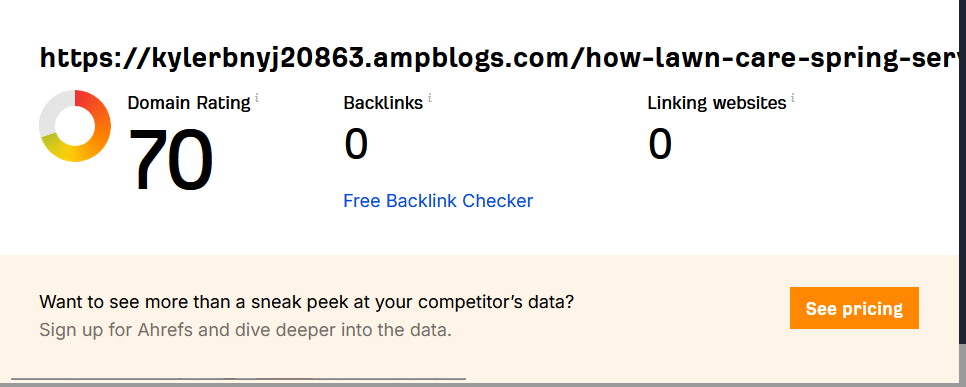 https://kylerbnyj20863.ampblogs.com/how-lawn-care-spring-ser
Domain Rating i
Backlinks i
Linking websites i
70
0
0
Free Backlink Checker
Want to see more than a sneak peek at your competitor’s data?
Sign up for Ahrefs and dive deeper into the data.
See pricing